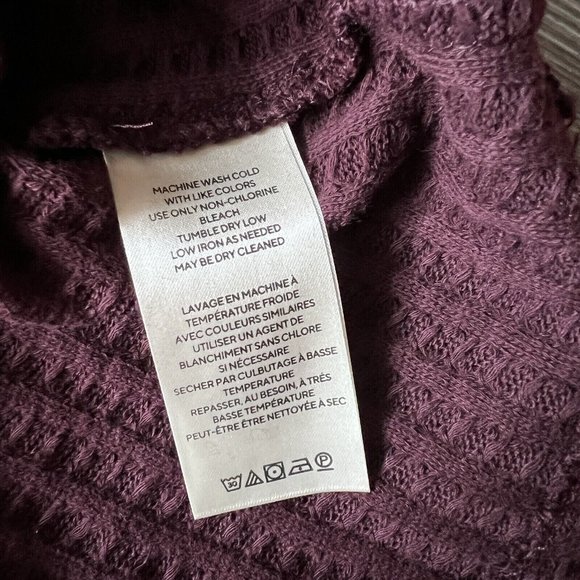 MACHINE WASH COLD
WITH LIKE COLORS
USE ONLY NON-CHLORINE
BLEACH
TUMBLE DRY LOW
LOW IRON AS NEEDED
MAY BE DRY CLEANED
LAVAGE EN MACHINE À
TEMPÉRATURE FROIDE
AVEC COULEURS SIMILAIRES
UTILISER UN AGENT DE
BLANCHIMENT SANS CHLORE
SI NÉCESSAIRE
SECHER PAR CULBUTAGE À BASSE
TEMPERATURE
REPASSER, AU BESOIN, À TRÈS
BASSE TEMPÉRATURE
PEUT-ÊTRE ÊTRE NETTOYÉE À SEC
30 P